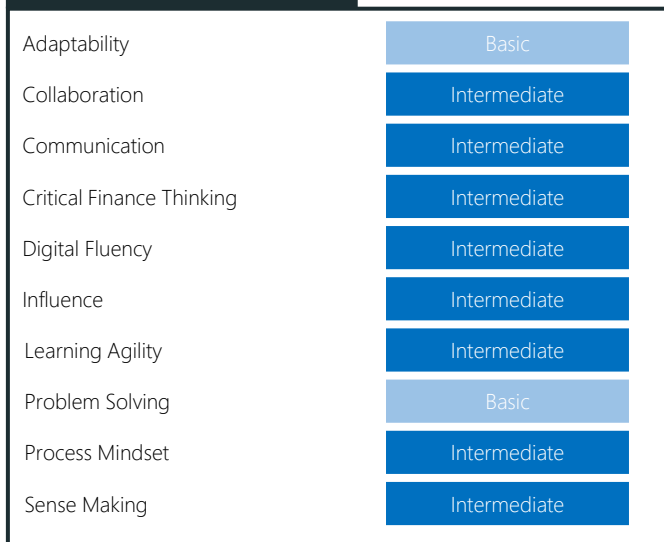 Adaptability Basic
Collaboration Intermediate
Communication Intermediate
Critical Finance Thinking Intermediate
Digital Fluency Intermediate
Influence Intermediate
Learning Agility Intermediate
Problem Solving Basic
Process Mindset Intermediate
Sense Making Intermediate